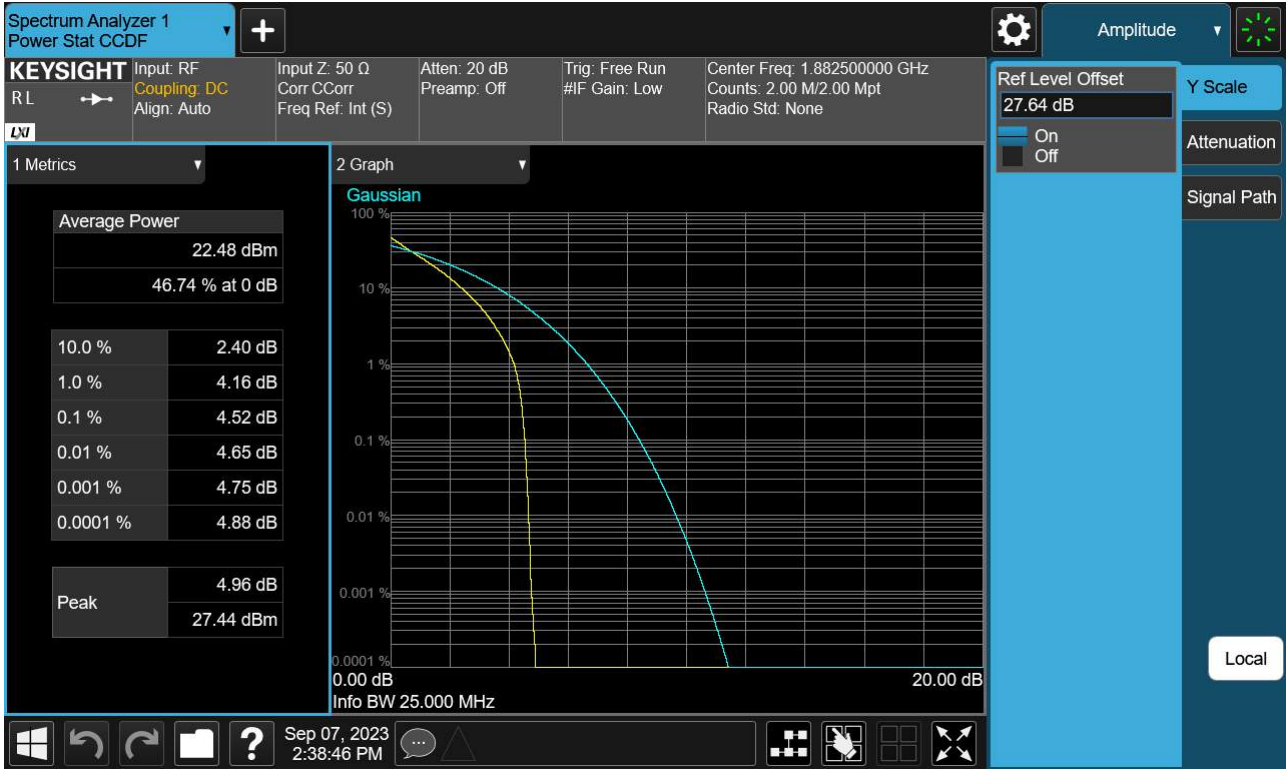 Spectrum Analyzer 1
Power Stat CCDF
+
Amplitude
KEYSIGHT
R L
LXI
Input: RF
Coupling: DC
Align: Auto
Input Z: 50 Ω
Corr CCorr
Freq Ref: Int (S)
Atten: 20 dB
Preamp: Off
Trig: Free Run
#IF Gain: Low
Center Freq: 1.882500000 GHz
Counts: 2.00 M/2.00 Mpt
Radio Std: None
Ref Level Offset
27.64 dB
On
Off
Y Scale
Attenuation
Signal Path
Local
1 Metrics
Average Power
22.48 dBm
46.74 % at 0 dB
10.0 % 2.40 dB
1.0 % 4.16 dB
0.1 % 4.52 dB
0.01 % 4.65 dB
0.001 % 4.75 dB
0.0001 % 4.88 dB
Peak
4.96 dB
27.44 dBm
2 Graph
Gaussian
100 %
10 %
1 %
0.1 %
0.01 %
0.001 %
0.0001 %
0.00 dB 20.00 dB
Info BW 25.000 MHz
?
Sep 07, 2023
2:38:46 PM